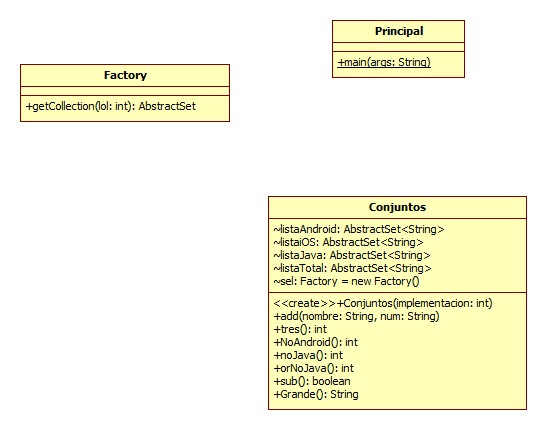 Principal
+main(args: String)
Factory
+getCollection(lol: int): AbstractSet
Conjuntos
~listaAndroid: AbstractSet<String>
~listaiOS: AbstractSet<String>
~listaJava: AbstractSet<String>
~listaTotal: AbstractSet<String>
~sel: Factory = new Factory()
<<create>>+Conjuntos(implementacion: int)
+add(nombre: String, num: String)
+tres(): int
+NoAndroid(): int
+noJava(): int
+orNoJava(): int
+sub(): boolean
+Grande(): String